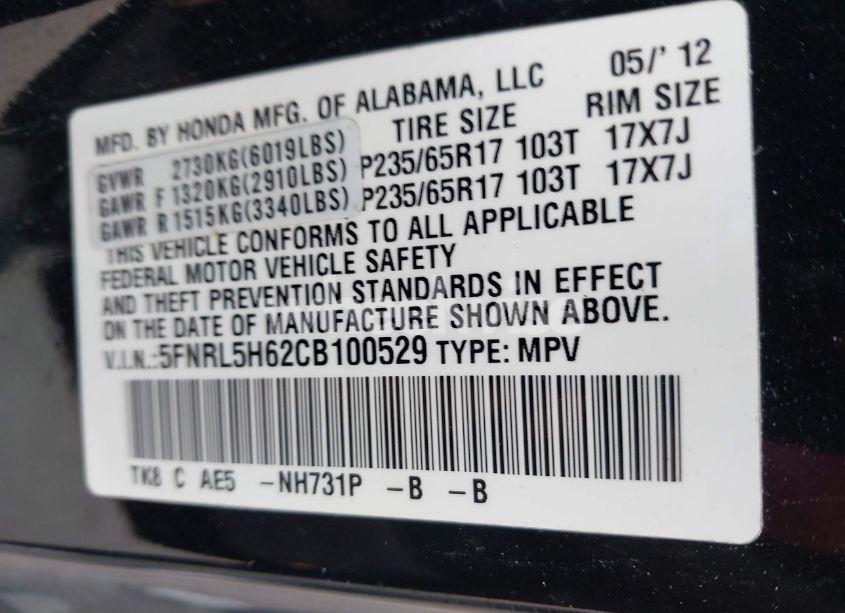 MFD. BY HONDA MFG. OF ALABAMA, LLC 05/' 12
TIRE SIZE RIM SIZE
GVWR 2730KG(6019LBS)
GAWR F 1320KG(2910LBS) P235/65R17 103T 17X7J
GAWR R 1515KG(3340LBS) P235/65R17 103T 17X7J
THIS VEHICLE CONFORMS TO ALL APPLICABLE
FEDERAL MOTOR VEHICLE SAFETY
AND THEFT PREVENTION STANDARDS IN EFFECT
ON THE DATE OF MANUFACTURE SHOWN ABOVE.
V.I.N.:5FNRL5H62CB100529 TYPE: MPV
TK8 C AE5 -NH731P -B -B